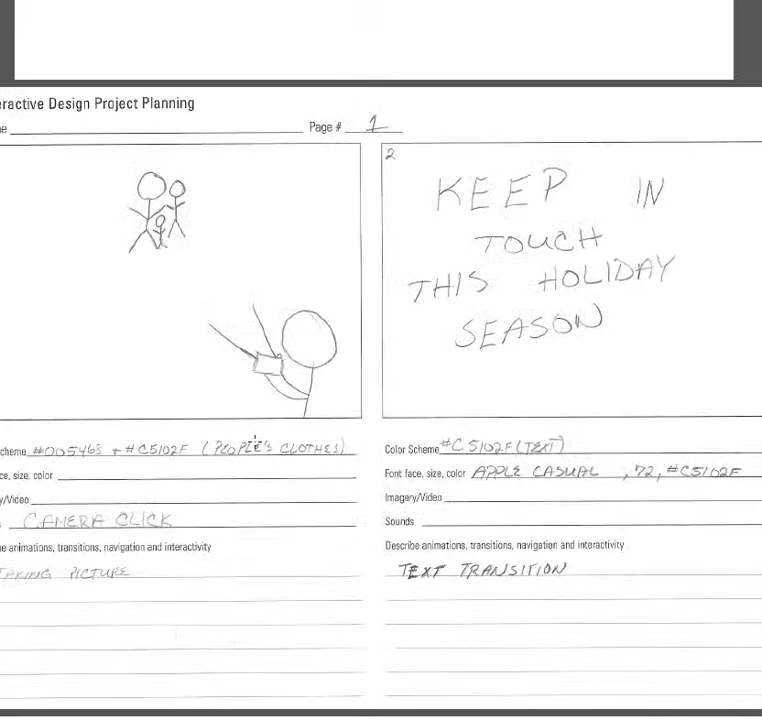 eractive Design Project Planning
e Page # 1
2
KEEP IN
TOUCH
THIS HOLIDAY
SEASON
cheme #005468 + #C5102F (PEOPLE'S CLOTHES)
ce, size, color
y/Video
CAMERA CLICK
e animations, transitions, navigation and interactivity
TAKING PICTURE
Color Scheme #C5102F (TEXT)
Font face, size, color APPLE CASUAL , 72, #C5102F
Imagery/Video
Sounds
Describe animations, transitions, navigation and interactivity
TEXT TRANSITION